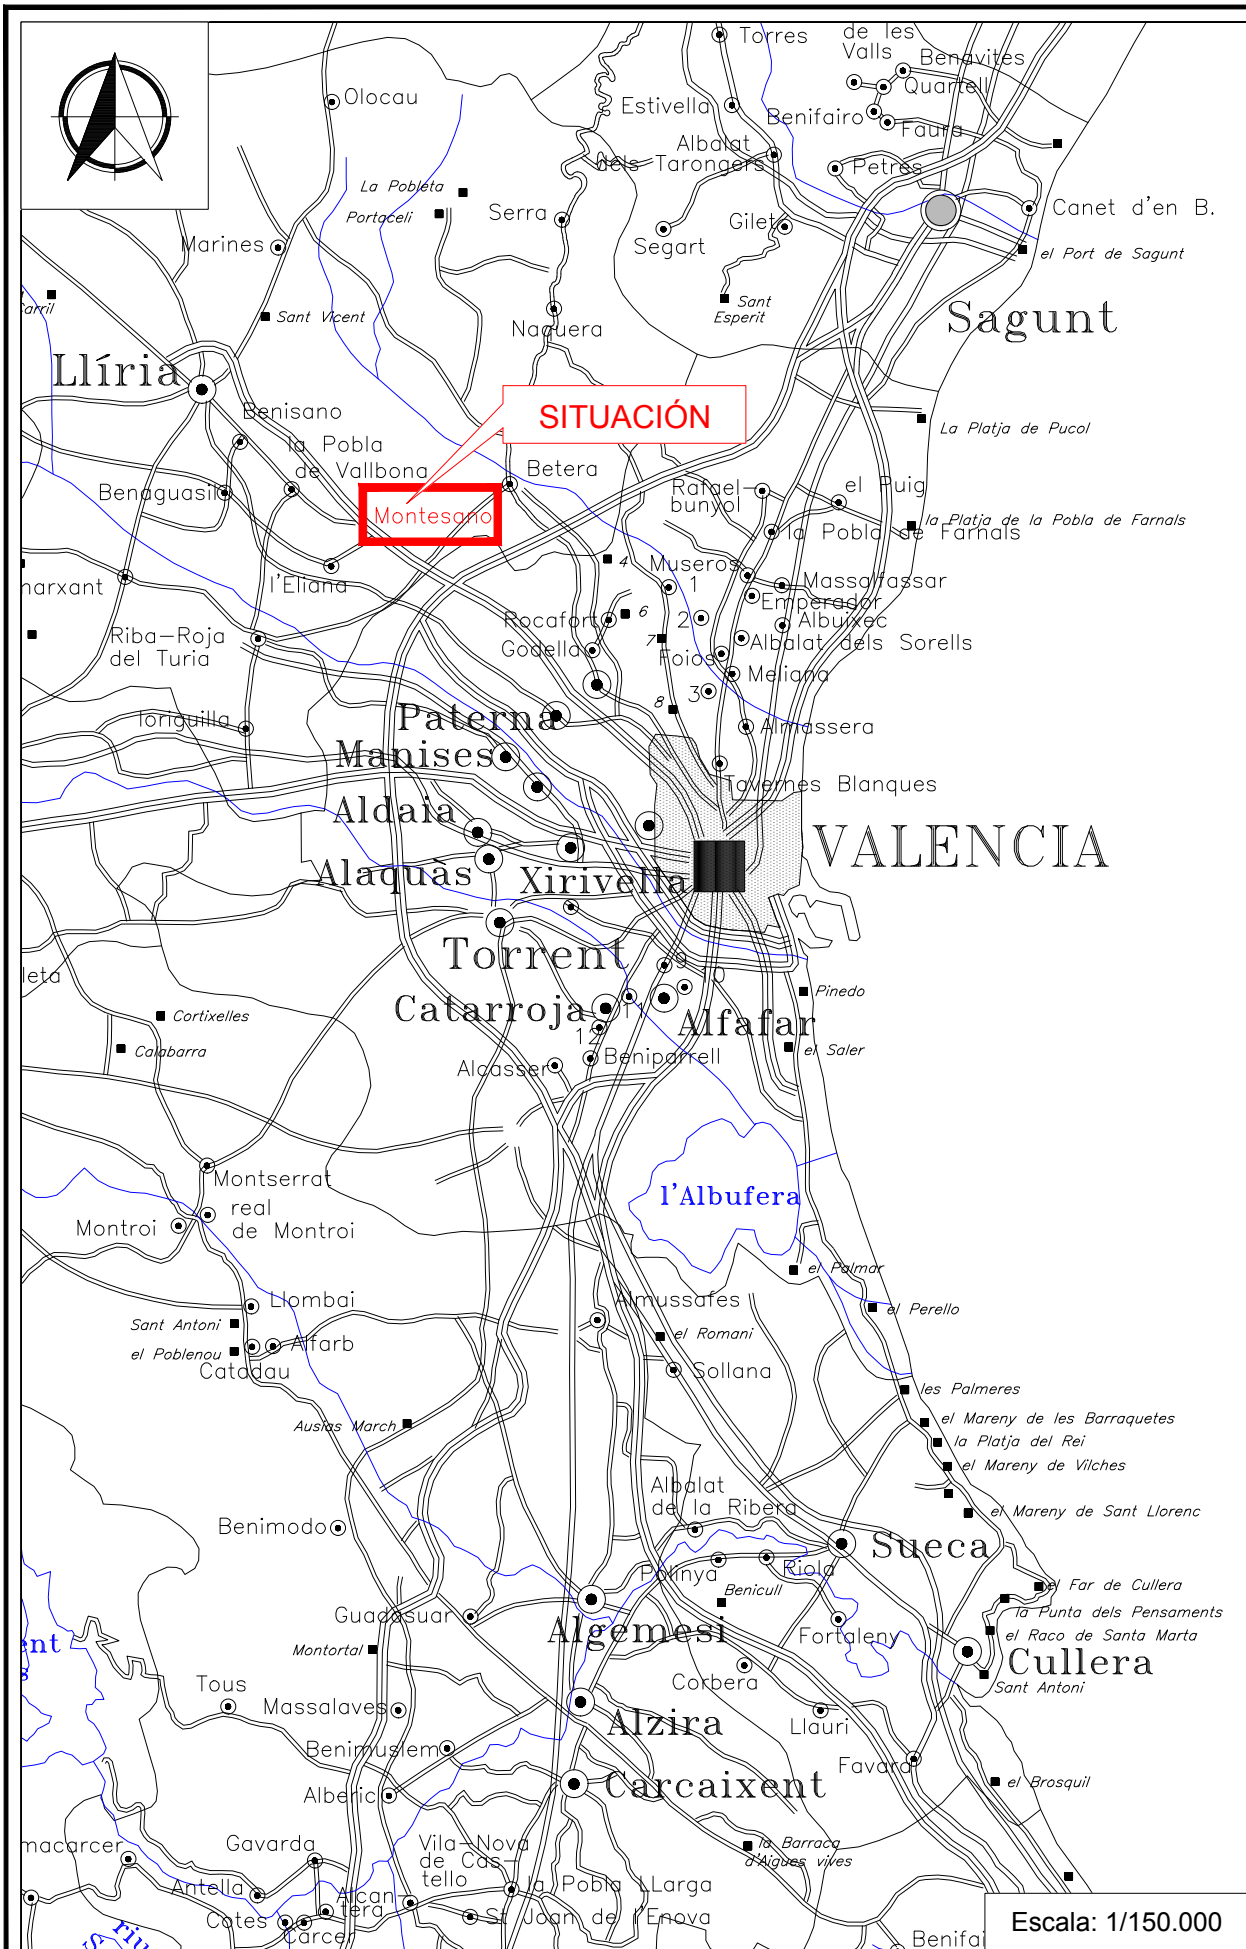 Torres
de les
Valls
Benavites
Quartell
Olocau
Estivella
Benifairo
Faura
Albalat
dels Tarongers
Petres
La Pobleta
Portaceli
Serra
Segart
Gilet
Canet d'en B.
Marines
el Port de Sagunt
Sant
Esperit
Sant Vicent
Naquera
Sagunt
Llíria
SITUACIÓN
Benisano
La Platja de Puçol
la Pobla
de Vallbona
Betera
Benaguasil
Rafael-
bunyol
el Puig
Montesano
la Platja de la Pobla de Farnals
la Pobla de Farnals
4
Museros
1
l'Eliana
Massalfassar
Emperador
6
Rocafort
2
Albuixec
Riba-Roja
del Turia
7
Albalat dels Sorells
Godella
Foios
Meliana
3
8
loriguilla
Paterna
Almassera
Manises
Tavernes Blanques
Aldaia
VALENCIA
Alaquàs
Xirivella
Torrent
9
10
leta
Pinedo
Catarroja
11
Alfafar
Cortixelles
12
Calabarra
el Saler
Beniparrell
Alcasser
Montserrat
l'Albufera
real
de Montroi
Montroi
el Palmar
Llombai
Almussafes
el Perello
Sant Antoni
el Romani
Alfarb
el Poblenou
Catadau
Sollana
les Palmeres
Ausias March
el Mareny de les Barraquetes
la Platja del Rei
el Mareny de Vilches
Albalat
de la Ribera
el Mareny de Sant Llorenc
Benimodo
Sueca
Polinya
Riola
el Far de Cullera
Benicull
Guadasuar
la Punta dels Pensaments
Algemesi
Fortaleny
el Raco de Santa Marta
Montortal
Cullera
Corbera
Sant Antoni
Tous
Massalaves
Alzira
Llauri
Benimuslem
Favara
Alberic
Carcaixent
el Brosquil
Gavarda
Vila-Nova
de Cas-
tello
la Barraca
d'Aigues vives
macarcer
Antella
Alcan-
tera
la Pobla LLarga
Cotes
Carcer
St Joan de l'Enova
Escala: 1/150.000
Benifai